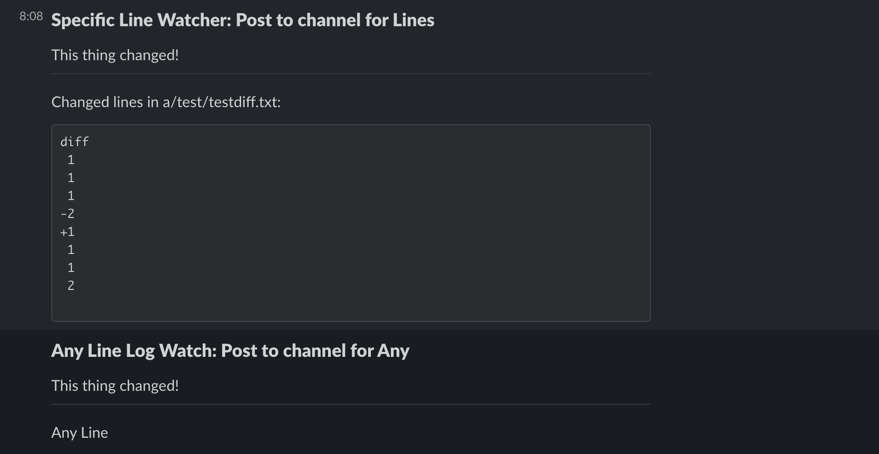 8:08 Specific Line Watcher: Post to channel for Lines
This thing changed!
Changed lines in a/test/testdiff.txt:
diff
 1
 1
 1
-2
+1
 1
 1
 2
Any Line Log Watch: Post to channel for Any
This thing changed!
Any Line